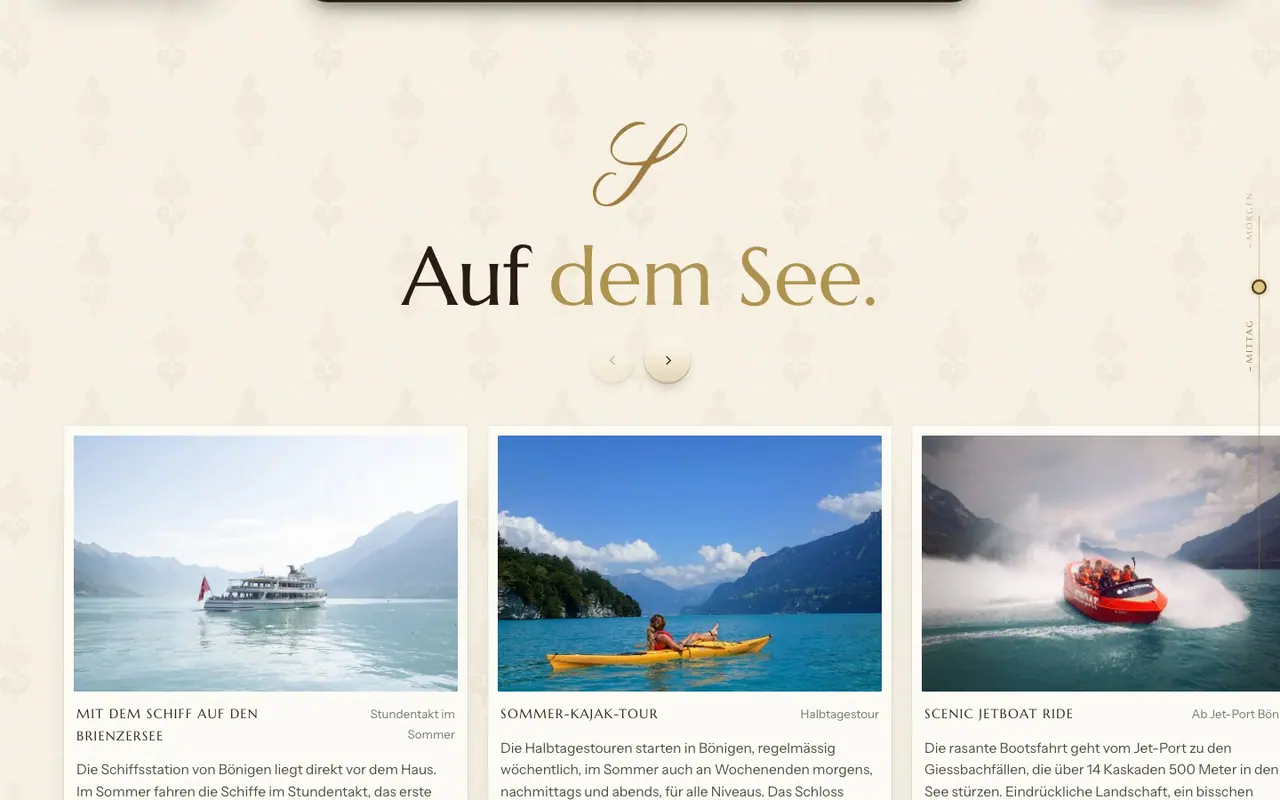 S
Auf dem See.
MORGEN
MITTAG
MIT DEM SCHIFF AUF DEN
BRIENZERSEE
Stundentakt im
Sommer
Die Schiffsstation von Bönigen liegt direkt vor dem Haus.
Im Sommer fahren die Schiffe im Stundentakt, das erste
SOMMER-KAJAK-TOUR
Halbtagestour
Die Halbtagestouren starten in Bönigen, regelmässig
wöchentlich, im Sommer auch an Wochenenden morgens,
nachmittags und abends, für alle Niveaus. Das Schloss
SCENIC JETBOAT RIDE
Ab Jet-Port Bön
Die rasante Bootsfahrt geht vom Jet-Port zu den
Giessbachfällen, die über 14 Kaskaden 500 Meter in den
See stürzen. Eindrückliche Landschaft, ein bisschen